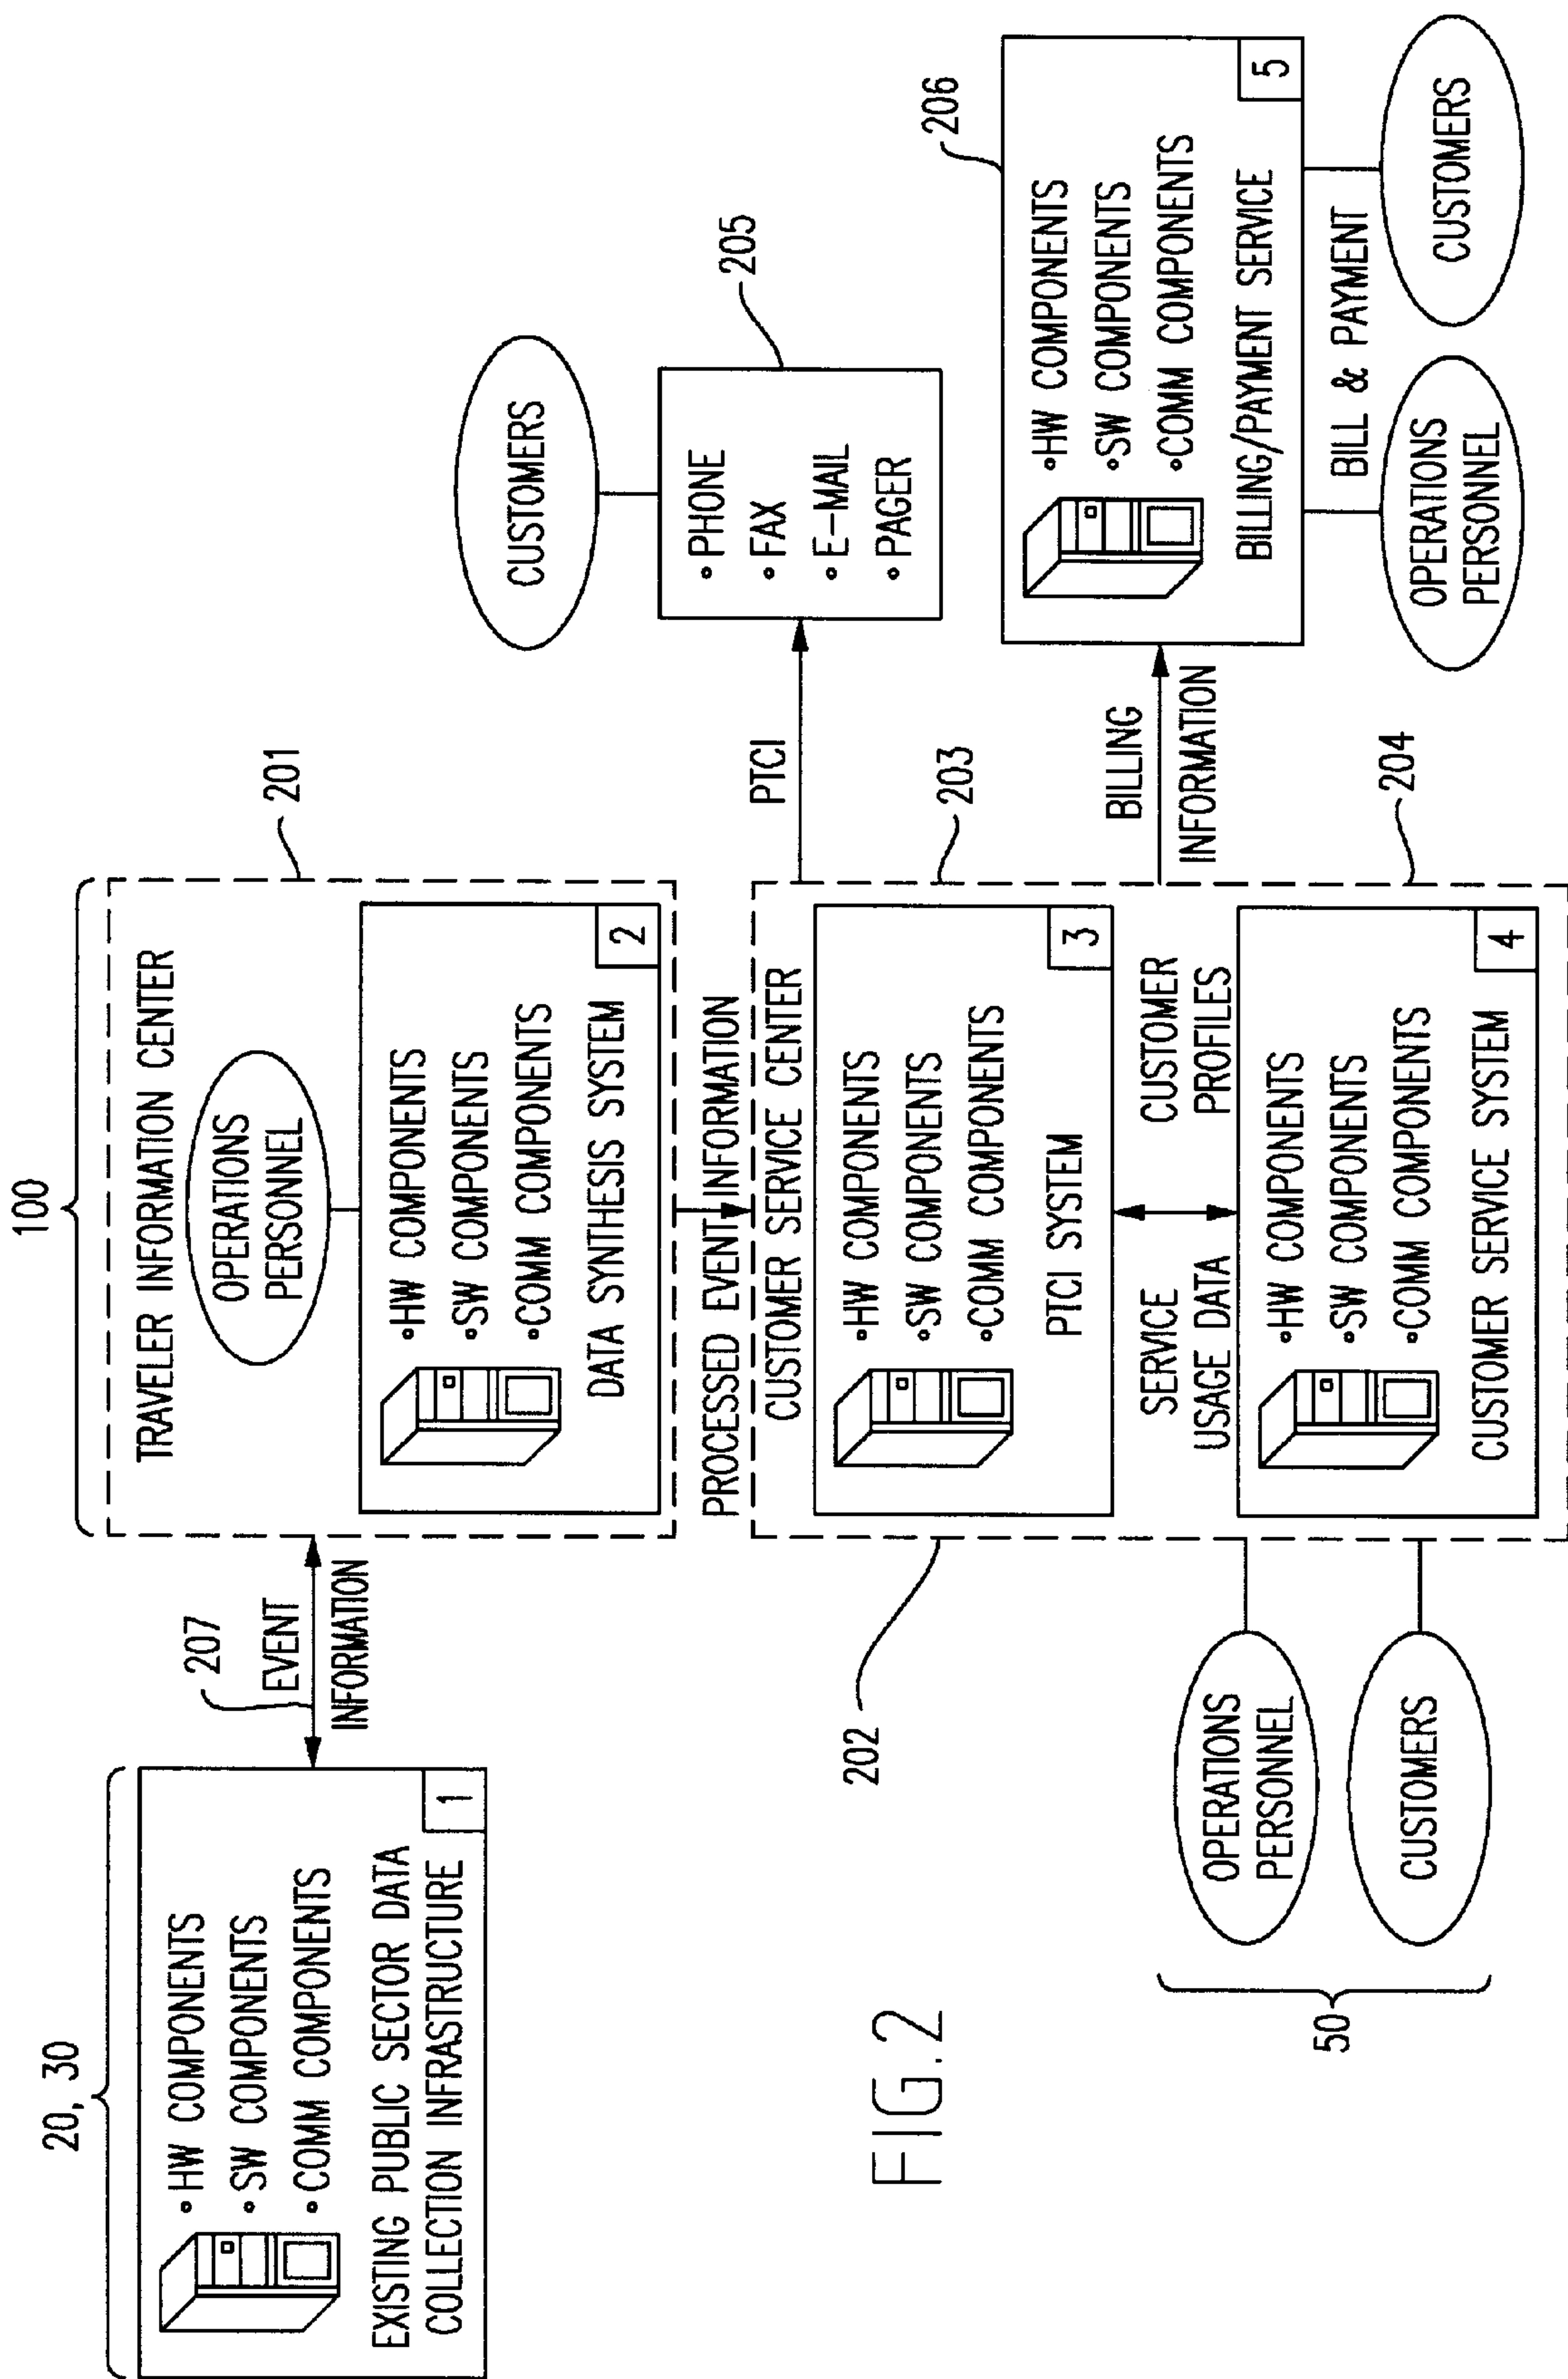 20, 30
•HW COMPONENTS
•SW COMPONENTS
•COMM COMPONENTS
EXISTING PUBLIC SECTOR DATA
COLLECTION INFRASTRUCTURE
1
207
EVENT
INFORMATION
100
TRAVELER INFORMATION CENTER
201
OPERATIONS
PERSONNEL
•HW COMPONENTS
•SW COMPONENTS
•COMM COMPONENTS
DATA SYNTHESIS SYSTEM
2
PROCESSED EVENT INFORMATION
CUSTOMER SERVICE CENTER
202
203
•HW COMPONENTS
•SW COMPONENTS
•COMM COMPONENTS
PTCI SYSTEM
3
SERVICE
USAGE DATA
CUSTOMER
PROFILES
•HW COMPONENTS
•SW COMPONENTS
•COMM COMPONENTS
CUSTOMER SERVICE SYSTEM
4
204
OPERATIONS
PERSONNEL
CUSTOMERS
50
PTCI
CUSTOMERS
205
• PHONE
• FAX
• E-MAIL
• PAGER
BILLING
INFORMATION
206
•HW COMPONENTS
•SW COMPONENTS
•COMM COMPONENTS
BILLING/PAYMENT SERVICE
5
BILL & PAYMENT
OPERATIONS
PERSONNEL
CUSTOMERS
FIG.2